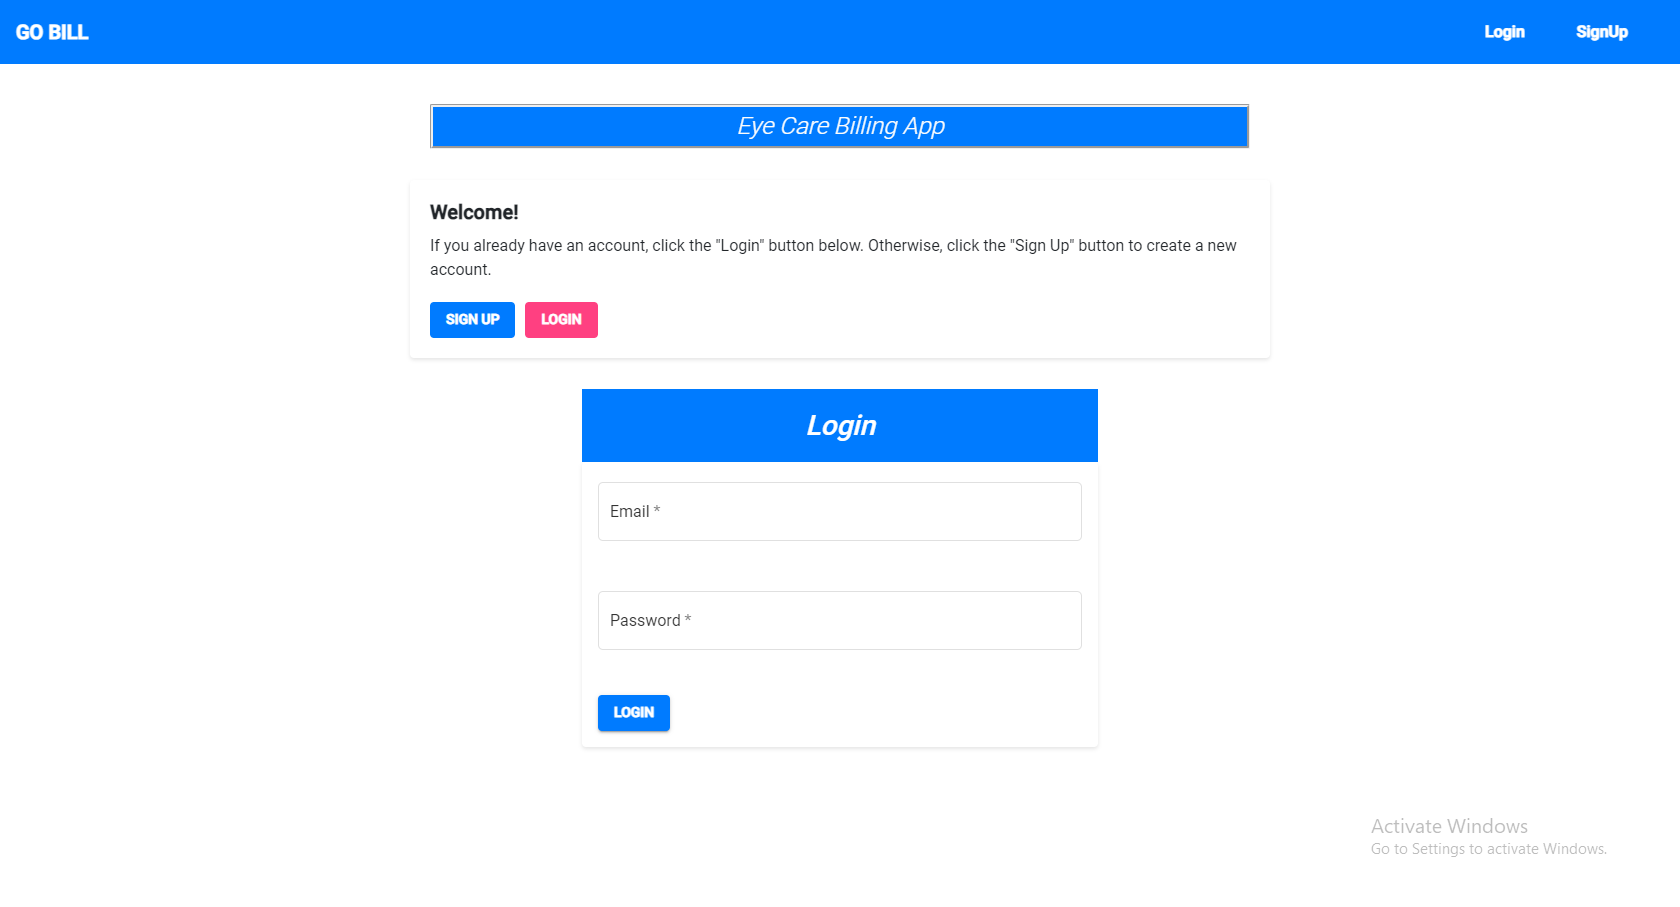 GO BILL
Login
SignUp
Eye Care Billing App
Welcome!
If you already have an account, click the "Login" button below. Otherwise, click the "Sign Up" button to create a new
account.
SIGN UP
LOGIN
Login
Email *
Password *
LOGIN
Activate Windows
Go to Settings to activate Windows.